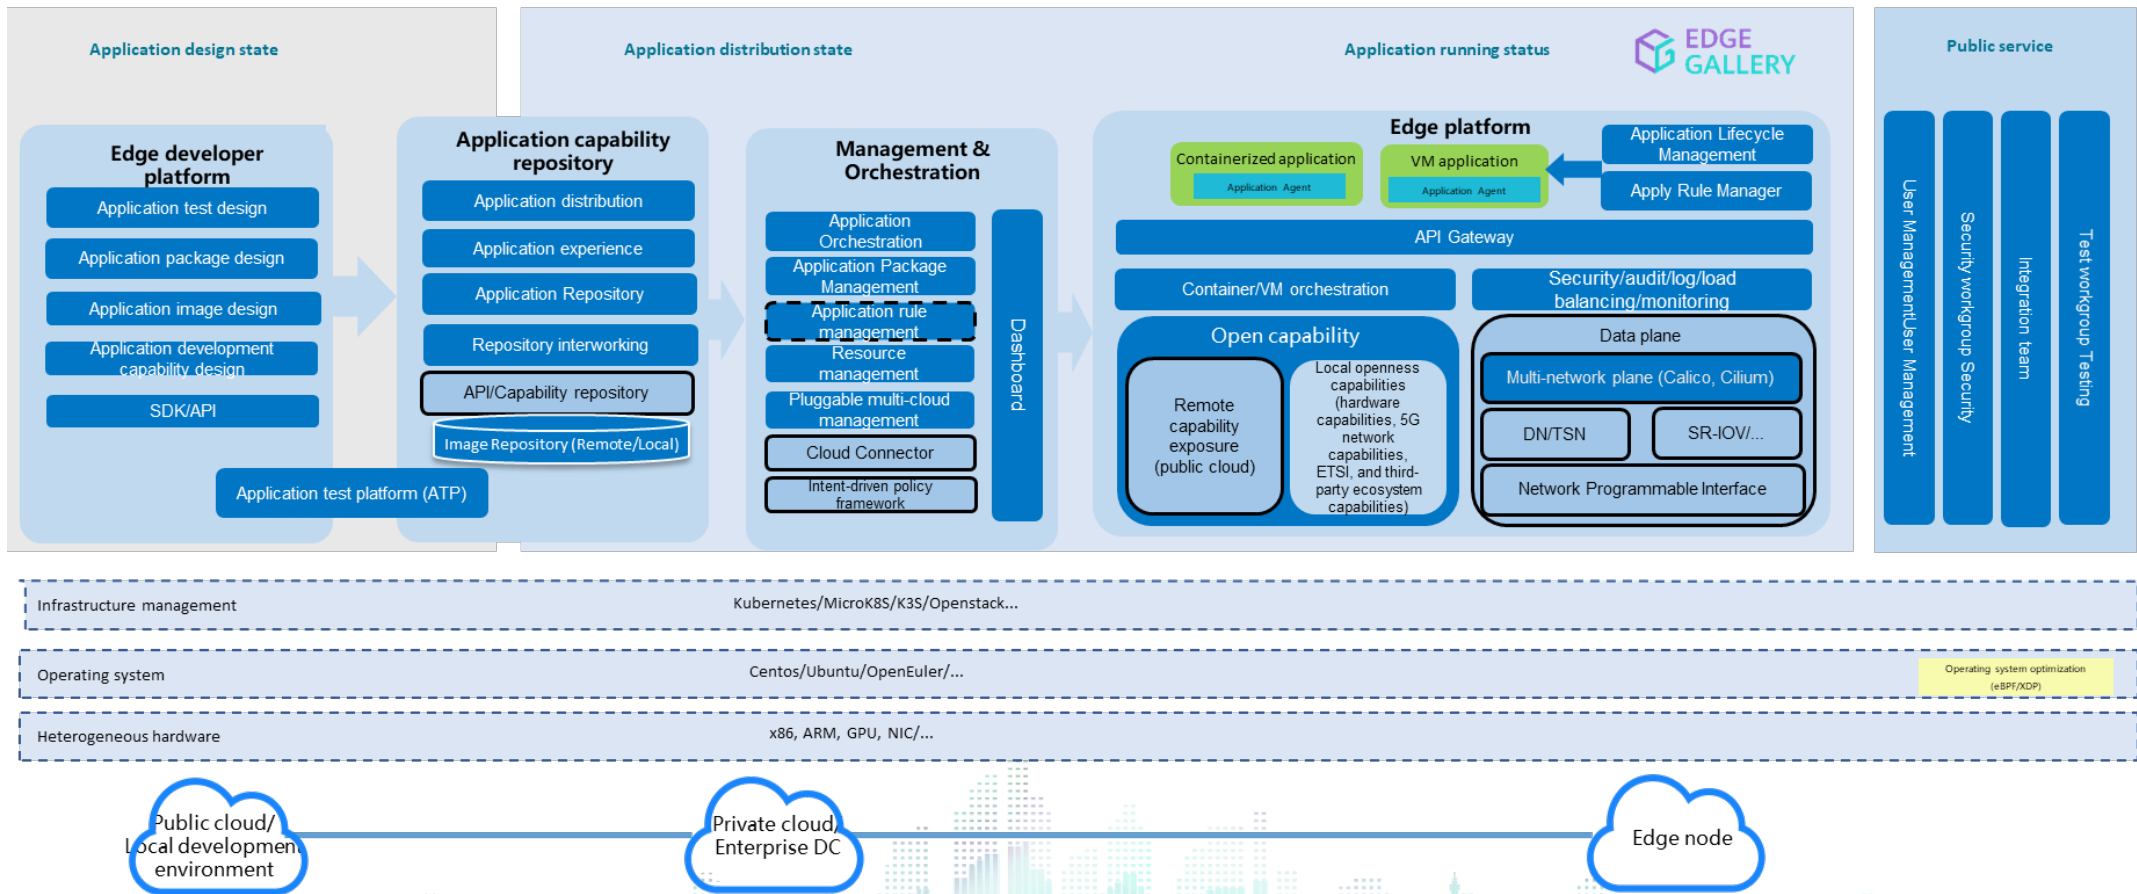 Application design state
Application distribution state
Application running status
EDGE
GALLERY
Public service
Edge developer
platform
Application test design
Application package design
Application image design
Application development
capability design
SDK/API
Application test platform (ATP)
Application capability
repository
Application distribution
Application experience
Application Repository
Repository interworking
API/Capability repository
Image Repository (Remote/Local)
Management &
Orchestration
Application
Orchestration
Application Package
Management
Application rule
management
Resource
management
Pluggable multi-cloud
management
Cloud Connector
Intent-driven policy
framework
Dashboard
Edge platform
Containerized application
Application Agent
VM application
Application Agent
Application Lifecycle
Management
Apply Rule Manager
API Gateway
Container/VM orchestration
Security/audit/log/load
balancing/monitoring
Open capability
Remote
capability
exposure
(public cloud)
Local openness
capabilities
(hardware
capabilities, 5G
network
capabilities,
ETSI, and third-
party ecosystem
capabilities)
Data plane
Multi-network plane (Calico, Cilium)
DN/TSN
SR-IOV/...
Network Programmable Interface
User ManagementUser Management
Security workgroup Security
Integration team
Test workgroup Testing
Infrastructure management
Kubernetes/MicroK8S/K3S/Openstack...
Operating system
Centos/Ubuntu/OpenEuler/...
Operating system optimization
(eBPF/XDP)
Heterogeneous hardware
x86, ARM, GPU, NIC/...
Public cloud/
Local development
environment
Private cloud/
Enterprise DC
Edge node